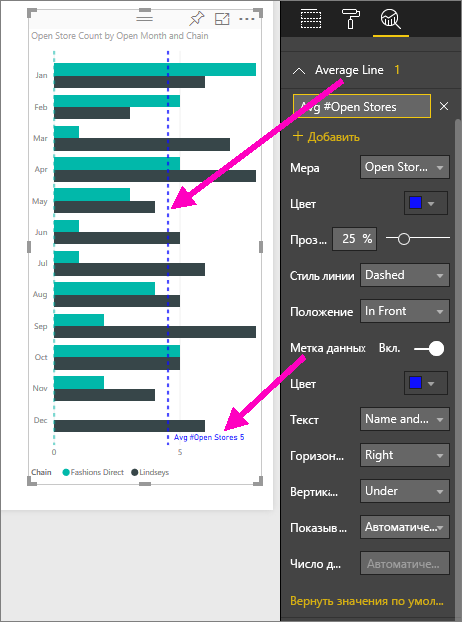 Open Store Count by Open Month and Chain
Jan
Feb
Mar
Apr
May
Jun
Jul
Aug
Sep
Oct
Nov
Dec
0
5
Avg #Open Stores 5
Chain
Fashions Direct
Lindseys
Average Line 1
Avg #Open Stores
+ Добавить
Мера Open Stor...
Цвет
Проз... 25 %
Стиль линии Dashed
Положение In Front
Метка данных Вкл.
Цвет
Текст Name and...
Горизон... Right
Вертика... Under
Показыв... Автоматиче...
Число д... Автоматиче...
Вернуть значения по умол...